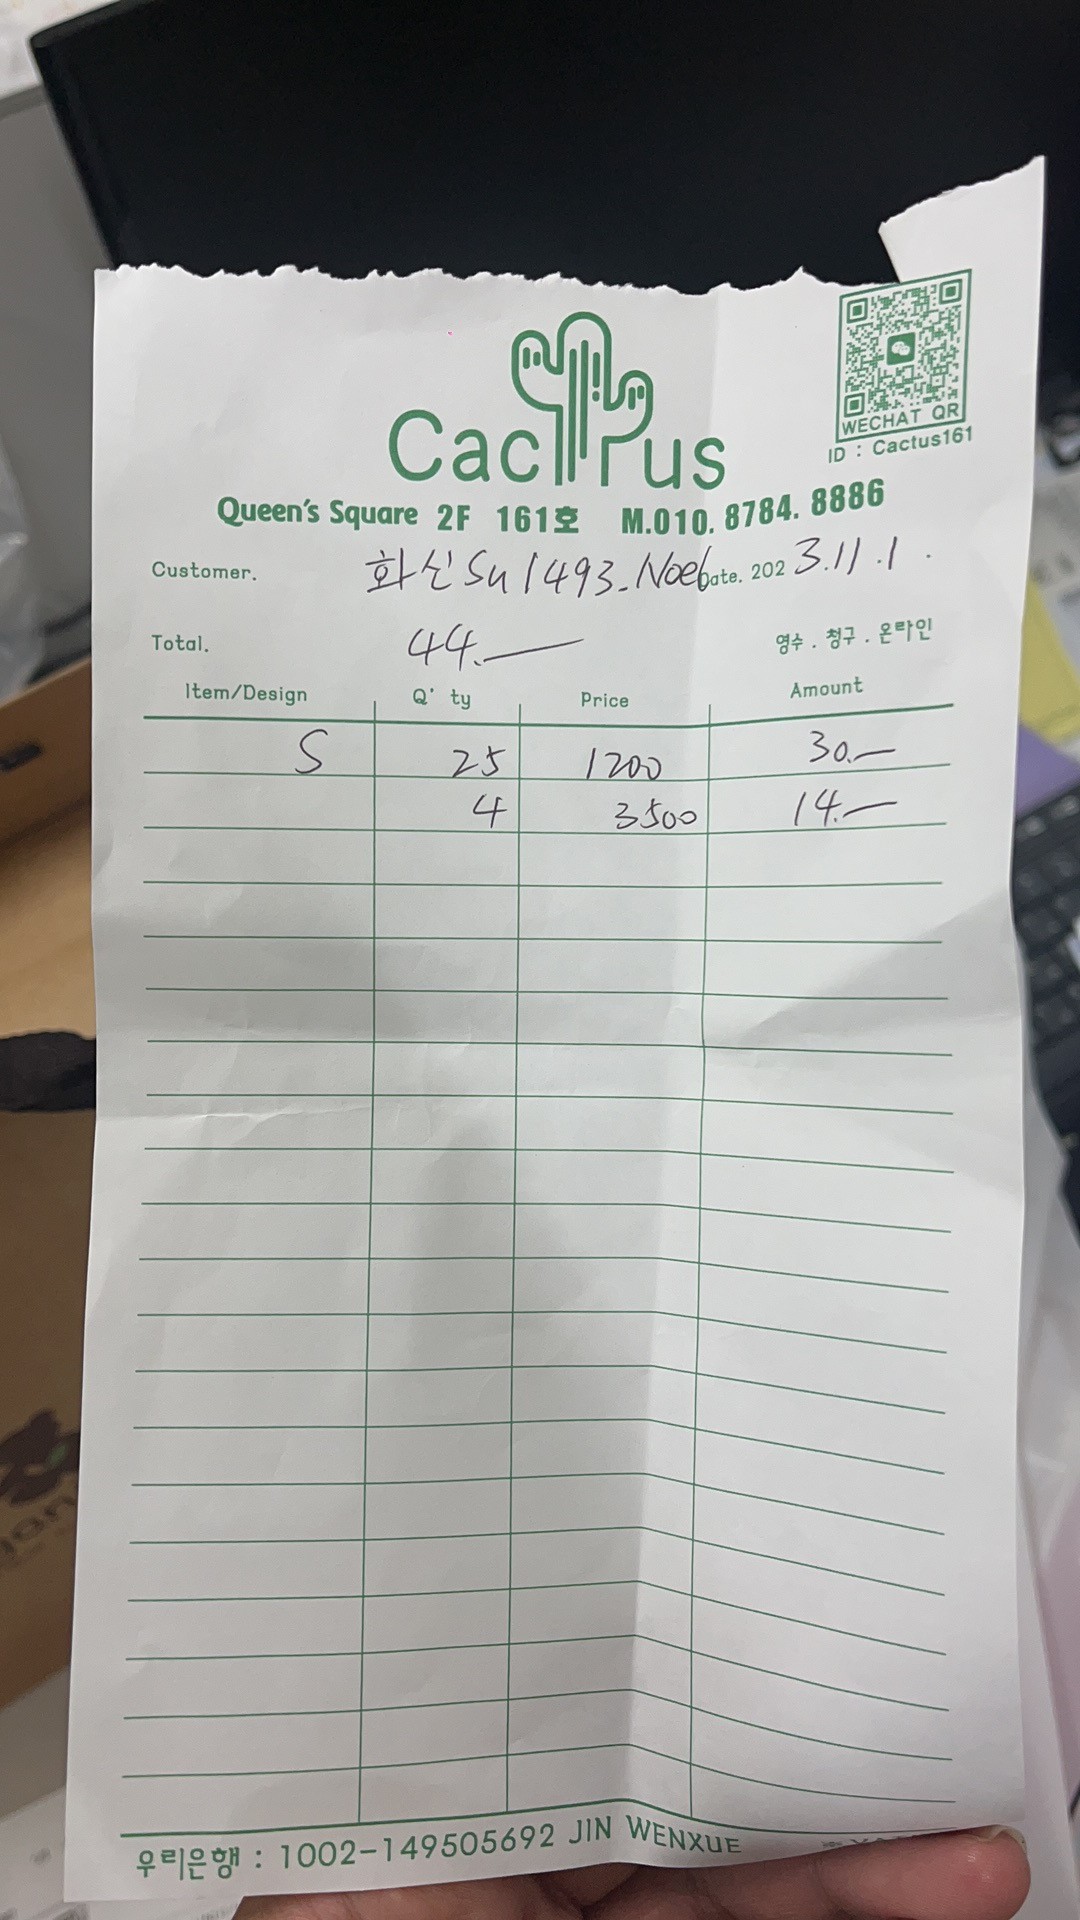 Cactus
WECHAT QR
ID : Cactus161
Queen's Square 2F 161호 M.010. 8784. 8886
Customer. 화신 Su 1493-Noel Date. 2023.11.1.
Total. 44.— 영수 . 청구 . 온라인
Item/Design Q'ty Price Amount
S 25 1200 30.—
4 3500 14.—
우리은행 : 1002-149505692 JIN WENXUE